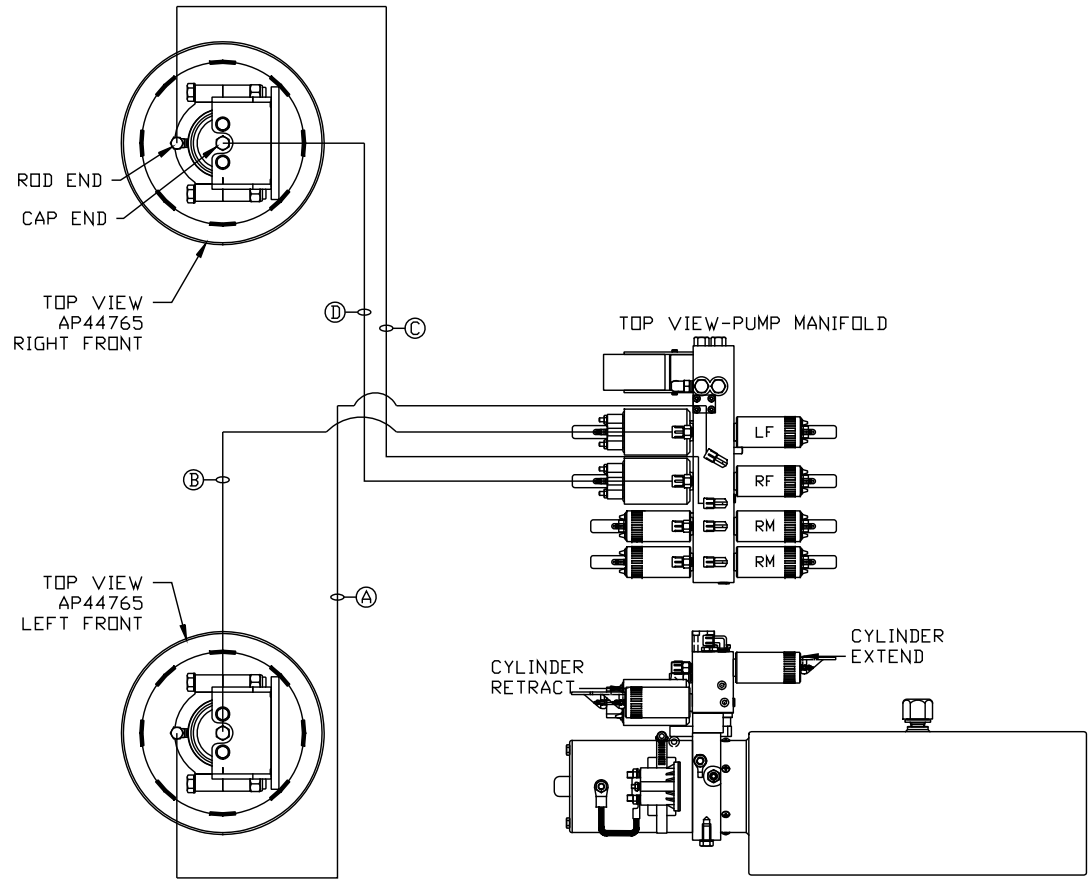 ROD END
CAP END
TOP VIEW
AP44765
RIGHT FRONT
D
C
TOP VIEW-PUMP MANIFOLD
LF
RF
RM
RM
B
A
TOP VIEW
AP44765
LEFT FRONT
CYLINDER
RETRACT
CYLINDER
EXTEND